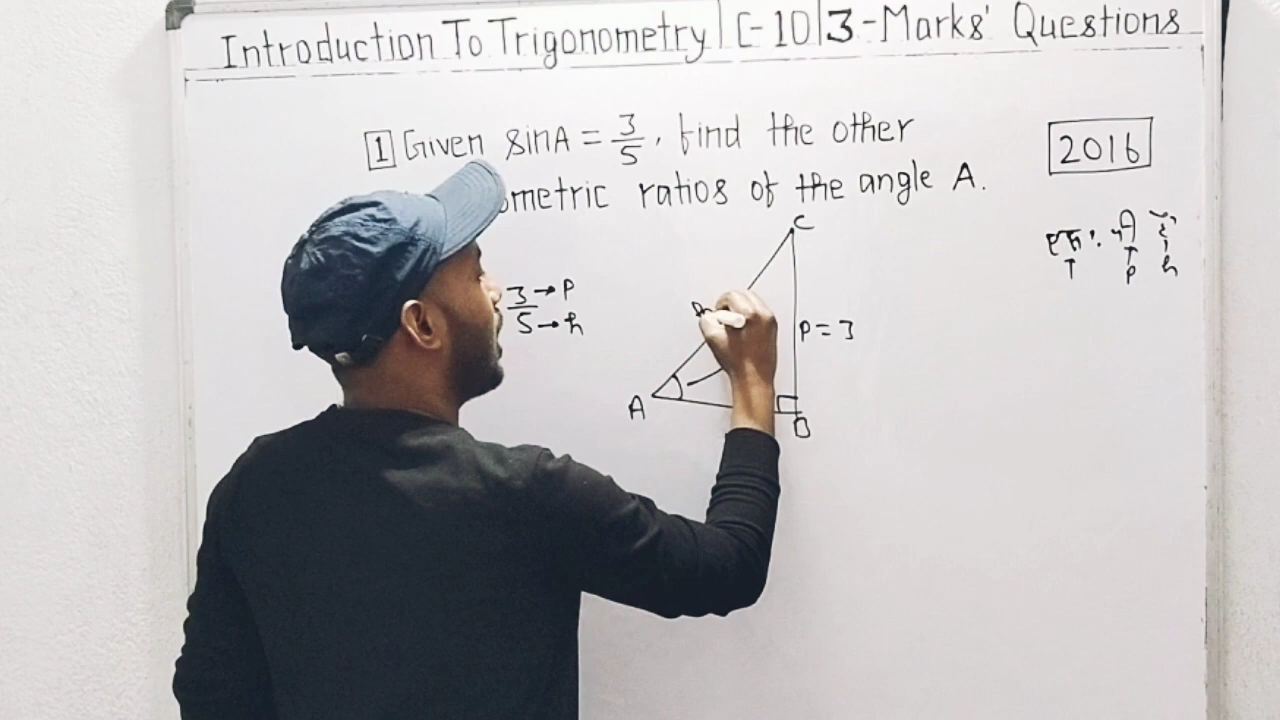 Introduction To Trigonometry | C-10 | 3-Marks' Questions
1 Given sinA = 3/5, find the other
ometric ratios of the angle A.
2016
C
3 → p
5 → h
p = 3
A
B
p h